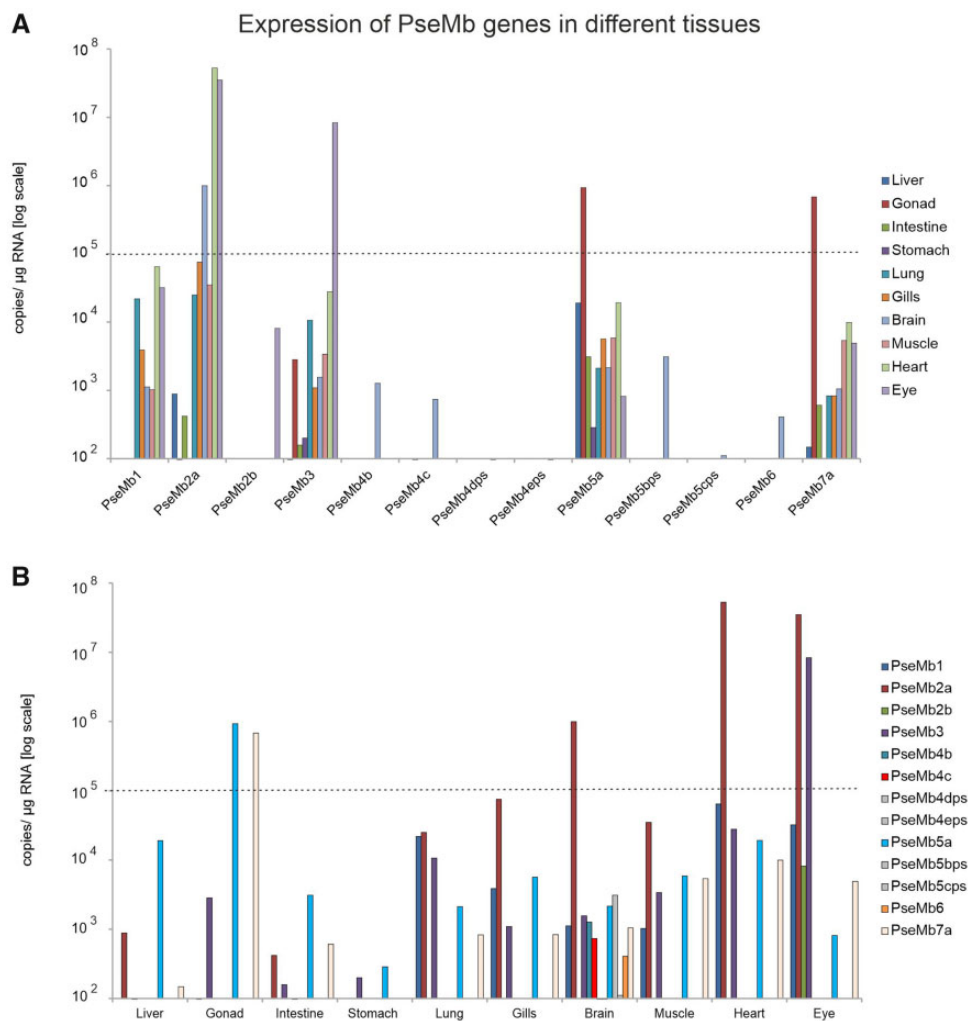 A
Expression of PseMb genes in different tissues
copies/ µg RNA [log scale]
10^8
10^7
10^6
10^5
10^4
10^3
10^2
PseMb1
PseMb2a
PseMb2b
PseMb3
PseMb4b
PseMb4c
PseMb4dps
PseMb4eps
PseMb5a
PseMb5bps
PseMb5cps
PseMb6
PseMb7a
Liver
Gonad
Intestine
Stomach
Lung
Gills
Brain
Muscle
Heart
Eye
B
copies/ µg RNA [log scale]
10^8
10^7
10^6
10^5
10^4
10^3
10^2
Liver Gonad Intestine Stomach Lung Gills Brain Muscle Heart Eye
PseMb1
PseMb2a
PseMb2b
PseMb3
PseMb4b
PseMb4c
PseMb4dps
PseMb4eps
PseMb5a
PseMb5bps
PseMb5cps
PseMb6
PseMb7a